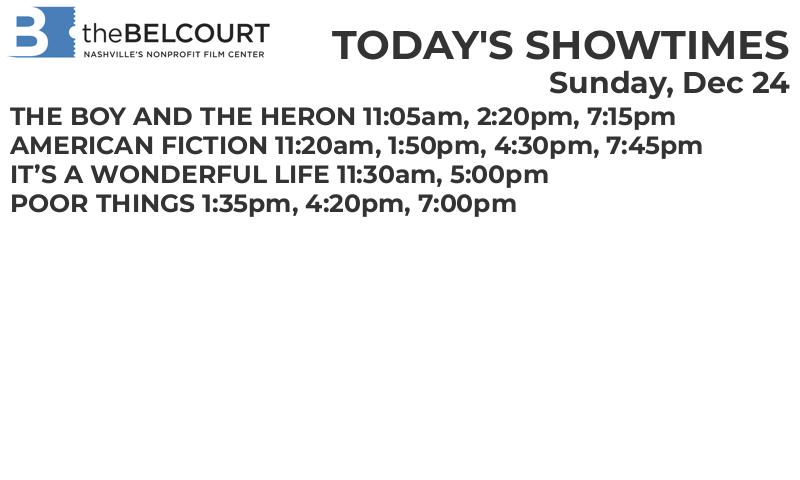 B theBELCOURT
NASHVILLE'S NONPROFIT FILM CENTER
TODAY'S SHOWTIMES
Sunday, Dec 24
THE BOY AND THE HERON 11:05am, 2:20pm, 7:15pm
AMERICAN FICTION 11:20am, 1:50pm, 4:30pm, 7:45pm
IT’S A WONDERFUL LIFE 11:30am, 5:00pm
POOR THINGS 1:35pm, 4:20pm, 7:00pm